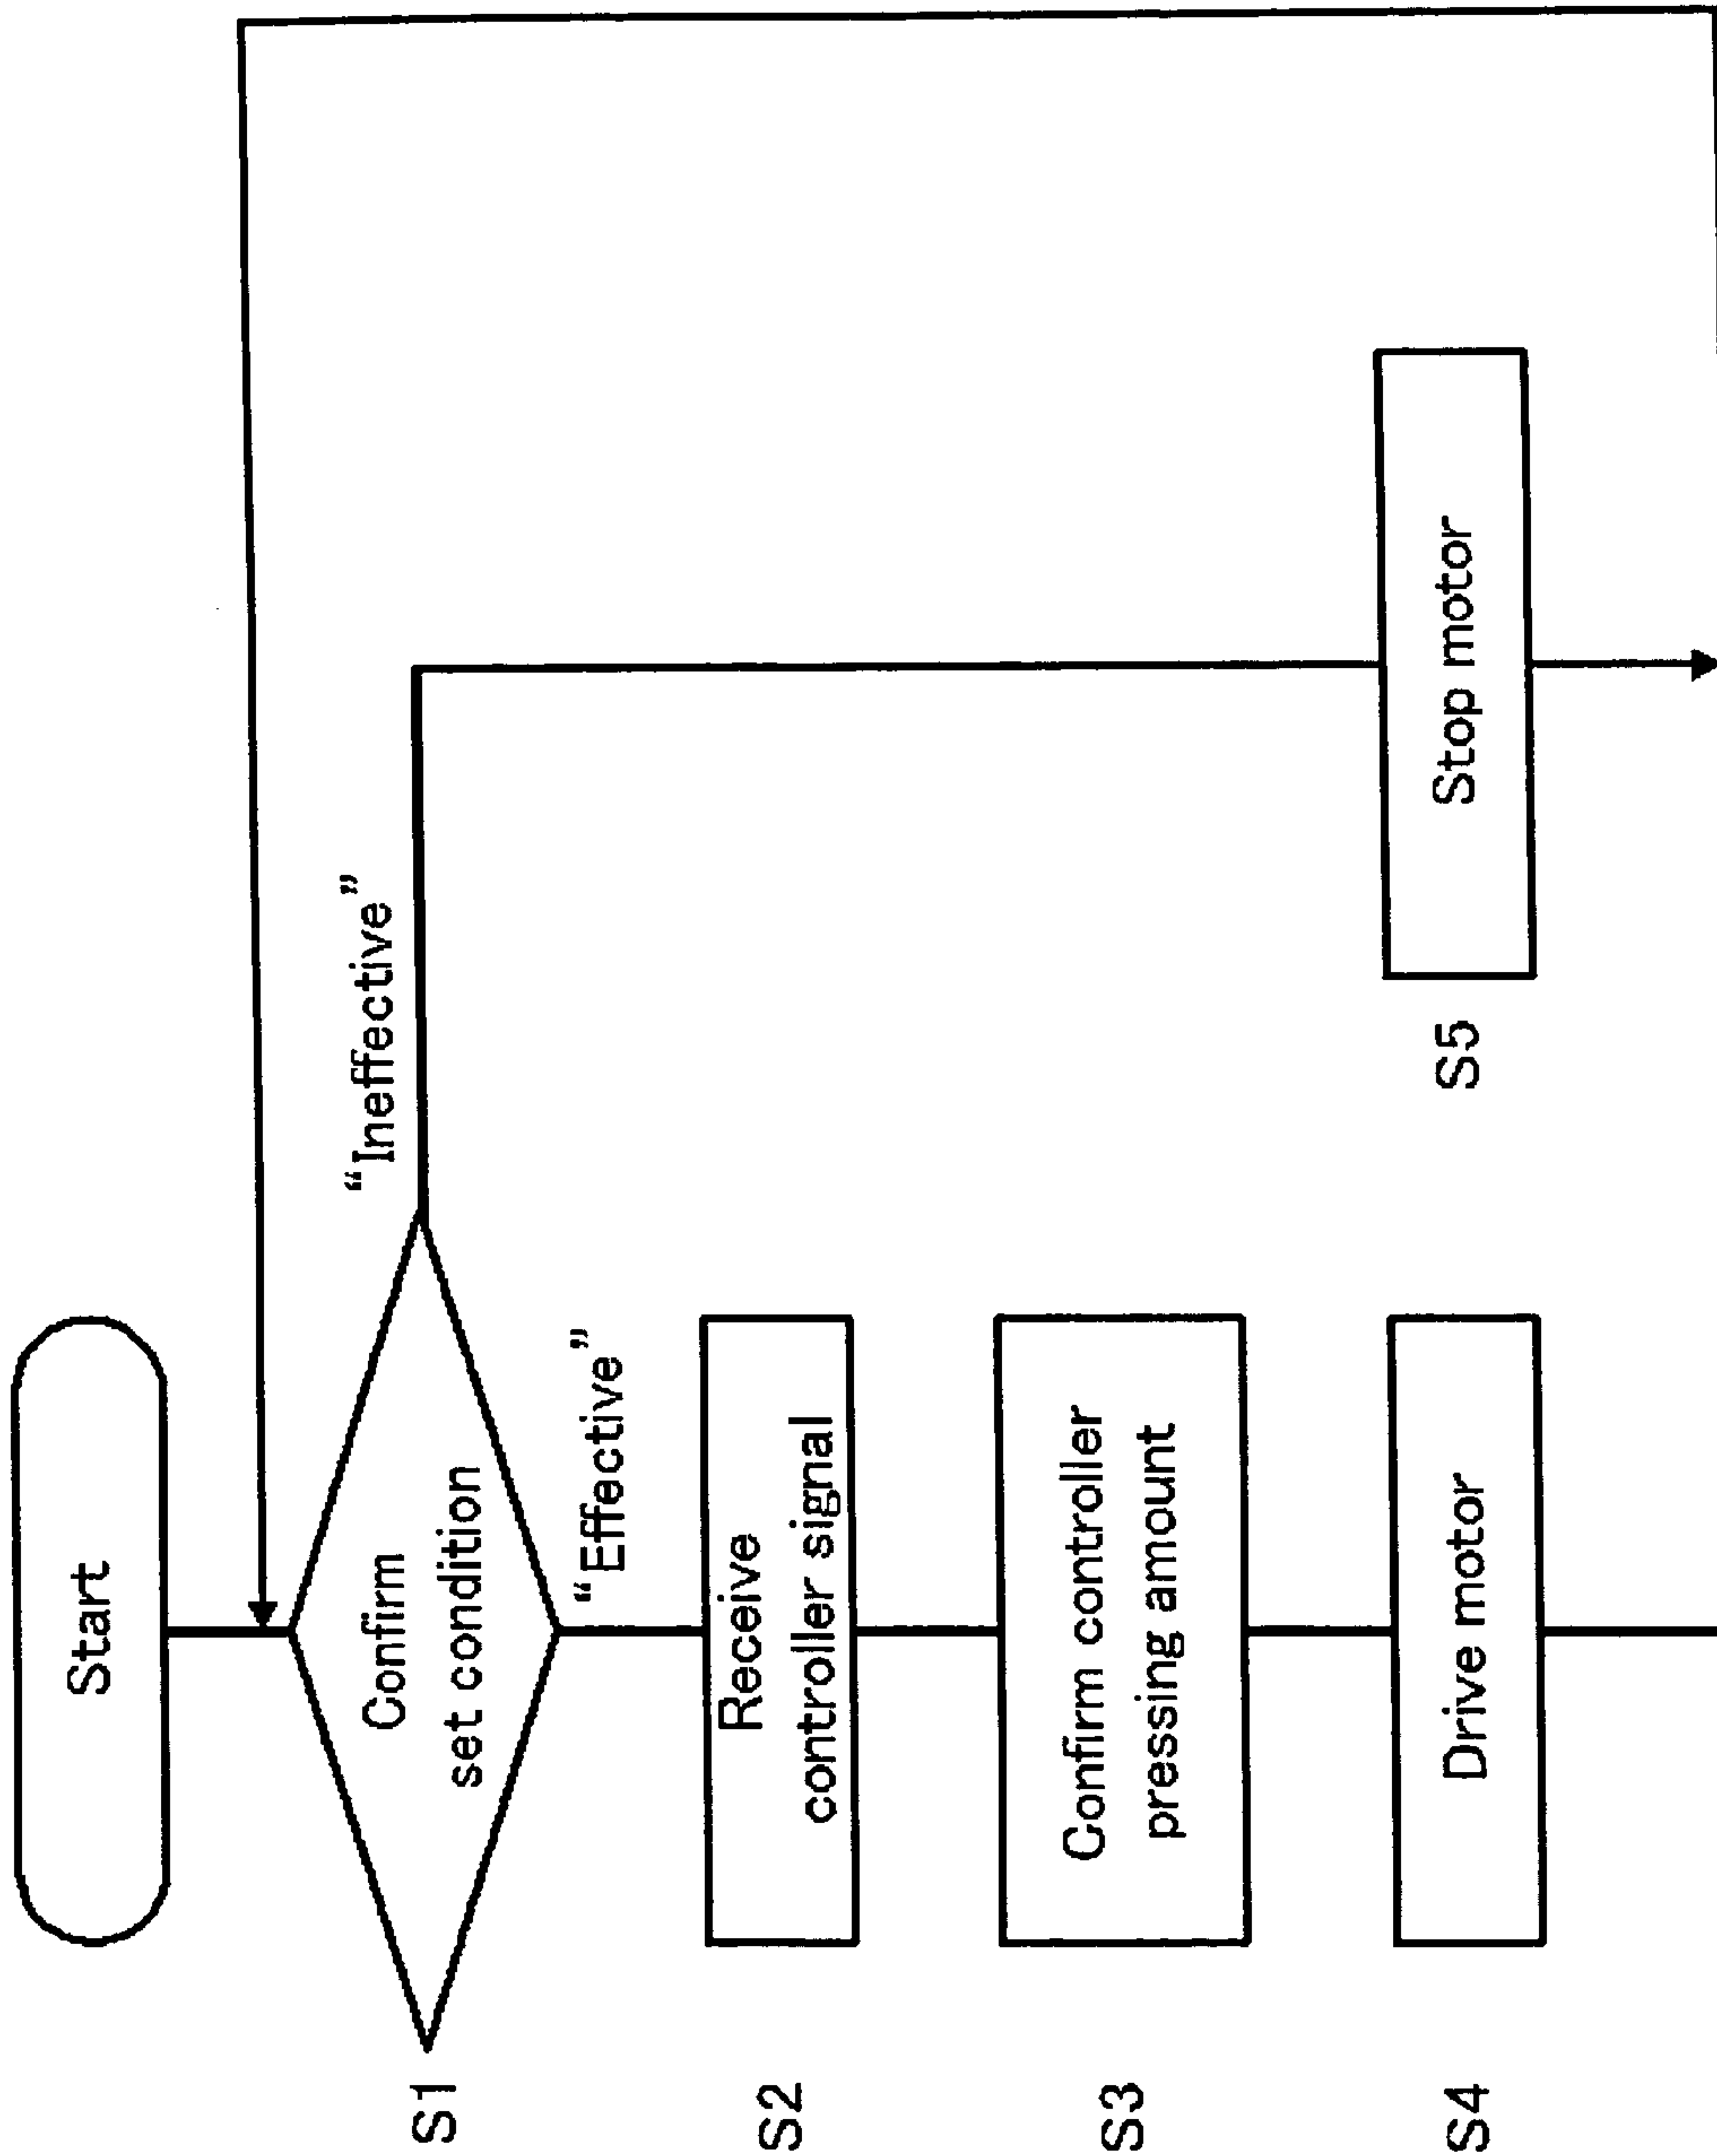 Start
S1
Confirm
set condition
“Ineffective”
“Effective”
S2
Receive
controller signal
S3
Confirm controller
pressing amount
S4
Drive motor
S5
Stop motor